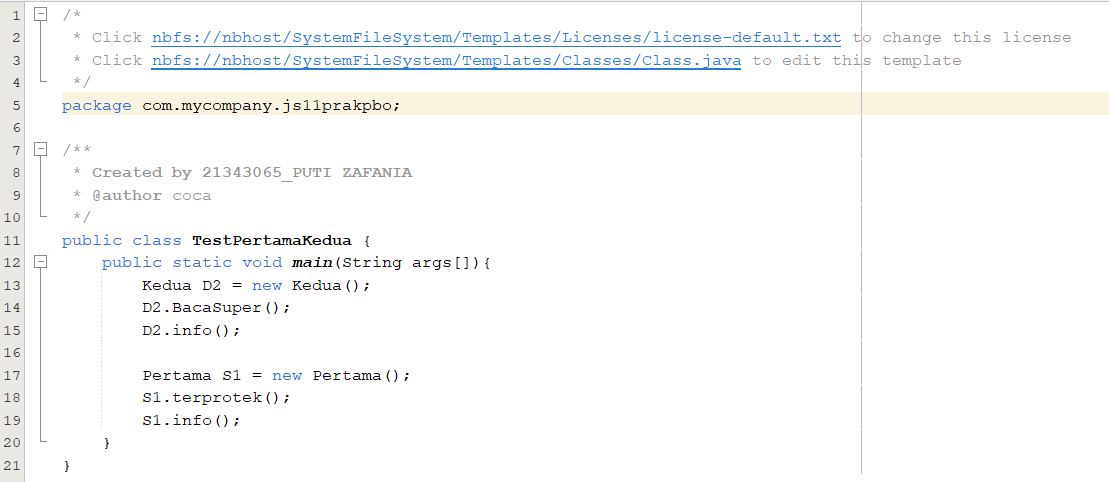 1 /*
2  * Click nbfs://nbhost/SystemFileSystem/Templates/Licenses/license-default.txt to change this license
3  * Click nbfs://nbhost/SystemFileSystem/Templates/Classes/Class.java to edit this template
4  */
5 package com.mycompany.js11prakpbo;
6
7 /**
8  * Created by 21343065_PUTI ZAFANIA
9  * @author coca
10  */
11 public class TestPertamaKedua {
12     public static void main(String args[]){
13         Kedua D2 = new Kedua();
14         D2.BacaSuper();
15         D2.info();
16
17         Pertama S1 = new Pertama();
18         S1.terprotek();
19         S1.info();
20     }
21 }